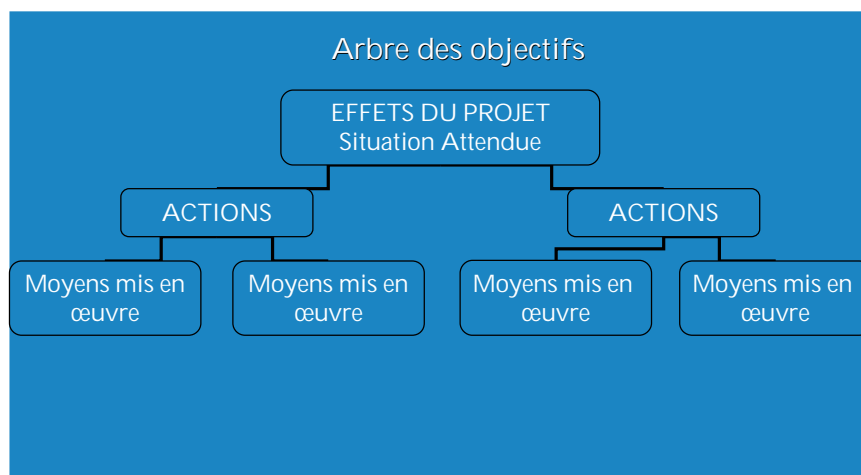 Arbre des objectifs
EFFETS DU PROJET
Situation Attendue
ACTIONS
ACTIONS
Moyens mis en
œuvre
Moyens mis en
œuvre
Moyens mis en
œuvre
Moyens mis en
œuvre